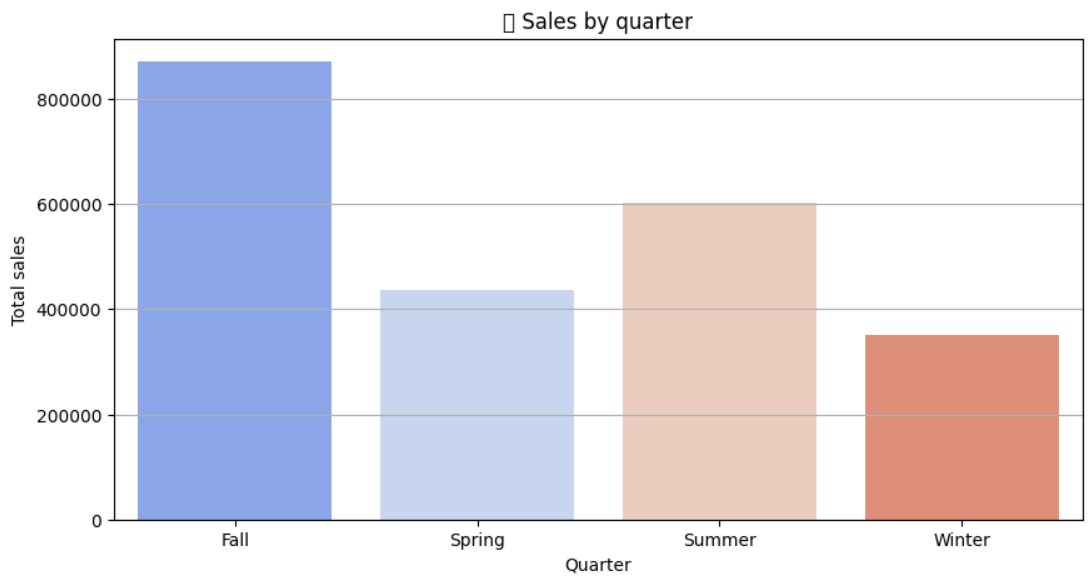 Sales by quarter
Total sales
800000
600000
400000
200000
0
Fall Spring Summer Winter
Quarter